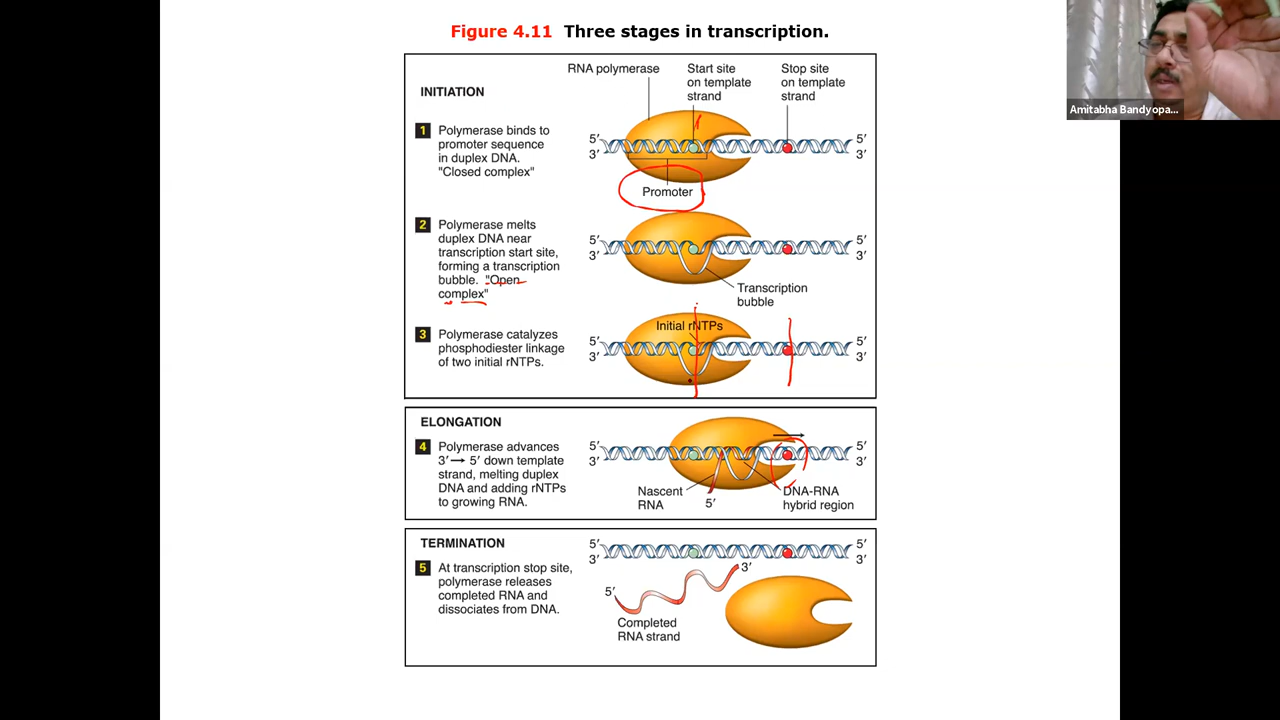 Figure 4.11 Three stages in transcription.
RNA polymerase
Start site
on template
strand
Stop site
on template
strand
INITIATION
1 Polymerase binds to
promoter sequence
in duplex DNA.
"Closed complex"
5′
3′
5′
3′
Promoter
2 Polymerase melts
duplex DNA near
transcription start site,
forming a transcription
bubble. "Open
complex"
5′
3′
5′
3′
Transcription
bubble
3 Polymerase catalyzes
phosphodiester linkage
of two initial rNTPs.
Initial rNTPs
5′
3′
5′
3′
ELONGATION
4 Polymerase advances
3′→ 5′ down template
strand, melting duplex
DNA and adding rNTPs
to growing RNA.
5′
3′
5′
3′
Nascent
RNA
5′
DNA-RNA
hybrid region
TERMINATION
5 At transcription stop site,
polymerase releases
completed RNA and
dissociates from DNA.
5′
3′
5′
3′
5′
3′
Completed
RNA strand
Amitabha Bandyopa...